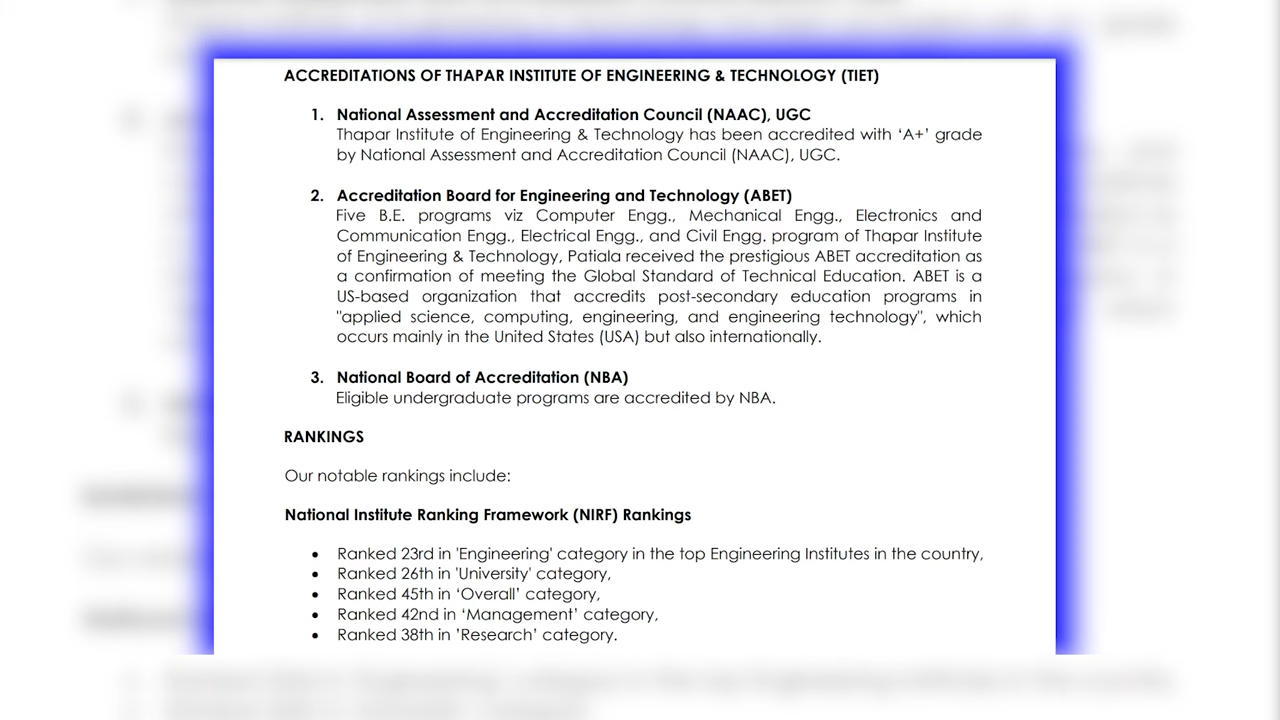 ACCREDITATIONS OF THAPAR INSTITUTE OF ENGINEERING & TECHNOLOGY (TIET)
1. National Assessment and Accreditation Council (NAAC), UGC
Thapar Institute of Engineering & Technology has been accredited with ‘A+’ grade
by National Assessment and Accreditation Council (NAAC), UGC.
2. Accreditation Board for Engineering and Technology (ABET)
Five B.E. programs viz Computer Engg., Mechanical Engg., Electronics and
Communication Engg., Electrical Engg., and Civil Engg. program of Thapar Institute
of Engineering & Technology, Patiala received the prestigious ABET accreditation as
a confirmation of meeting the Global Standard of Technical Education. ABET is a
US-based organization that accredits post-secondary education programs in
"applied science, computing, engineering, and engineering technology", which
occurs mainly in the United States (USA) but also internationally.
3. National Board of Accreditation (NBA)
Eligible undergraduate programs are accredited by NBA.
RANKINGS
Our notable rankings include:
National Institute Ranking Framework (NIRF) Rankings
• Ranked 23rd in 'Engineering' category in the top Engineering Institutes in the country,
• Ranked 26th in 'University' category,
• Ranked 45th in ‘Overall’ category,
• Ranked 42nd in ‘Management’ category,
• Ranked 38th in ’Research’ category.